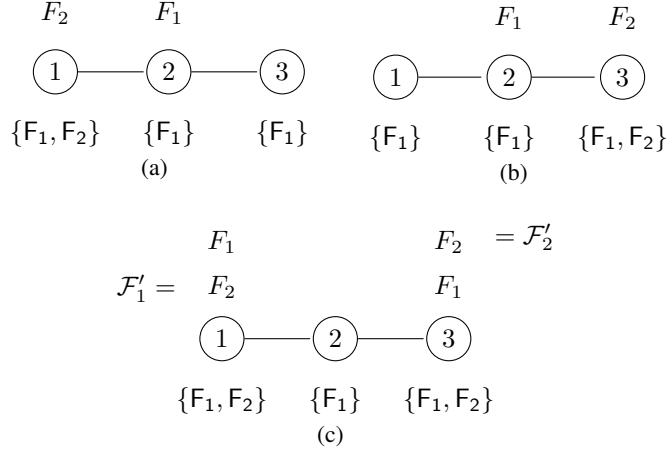 F₂ F₁
1 2 3
{F₁, F₂} {F₁} {F₁}
(a)
F₁ F₂
1 2 3
{F₁} {F₁} {F₁, F₂}
(b)
F₁ F₂ = 𝓕′₂
𝓕′₁ = F₂ F₁
1 2 3
{F₁, F₂} {F₁} {F₁, F₂}
(c)